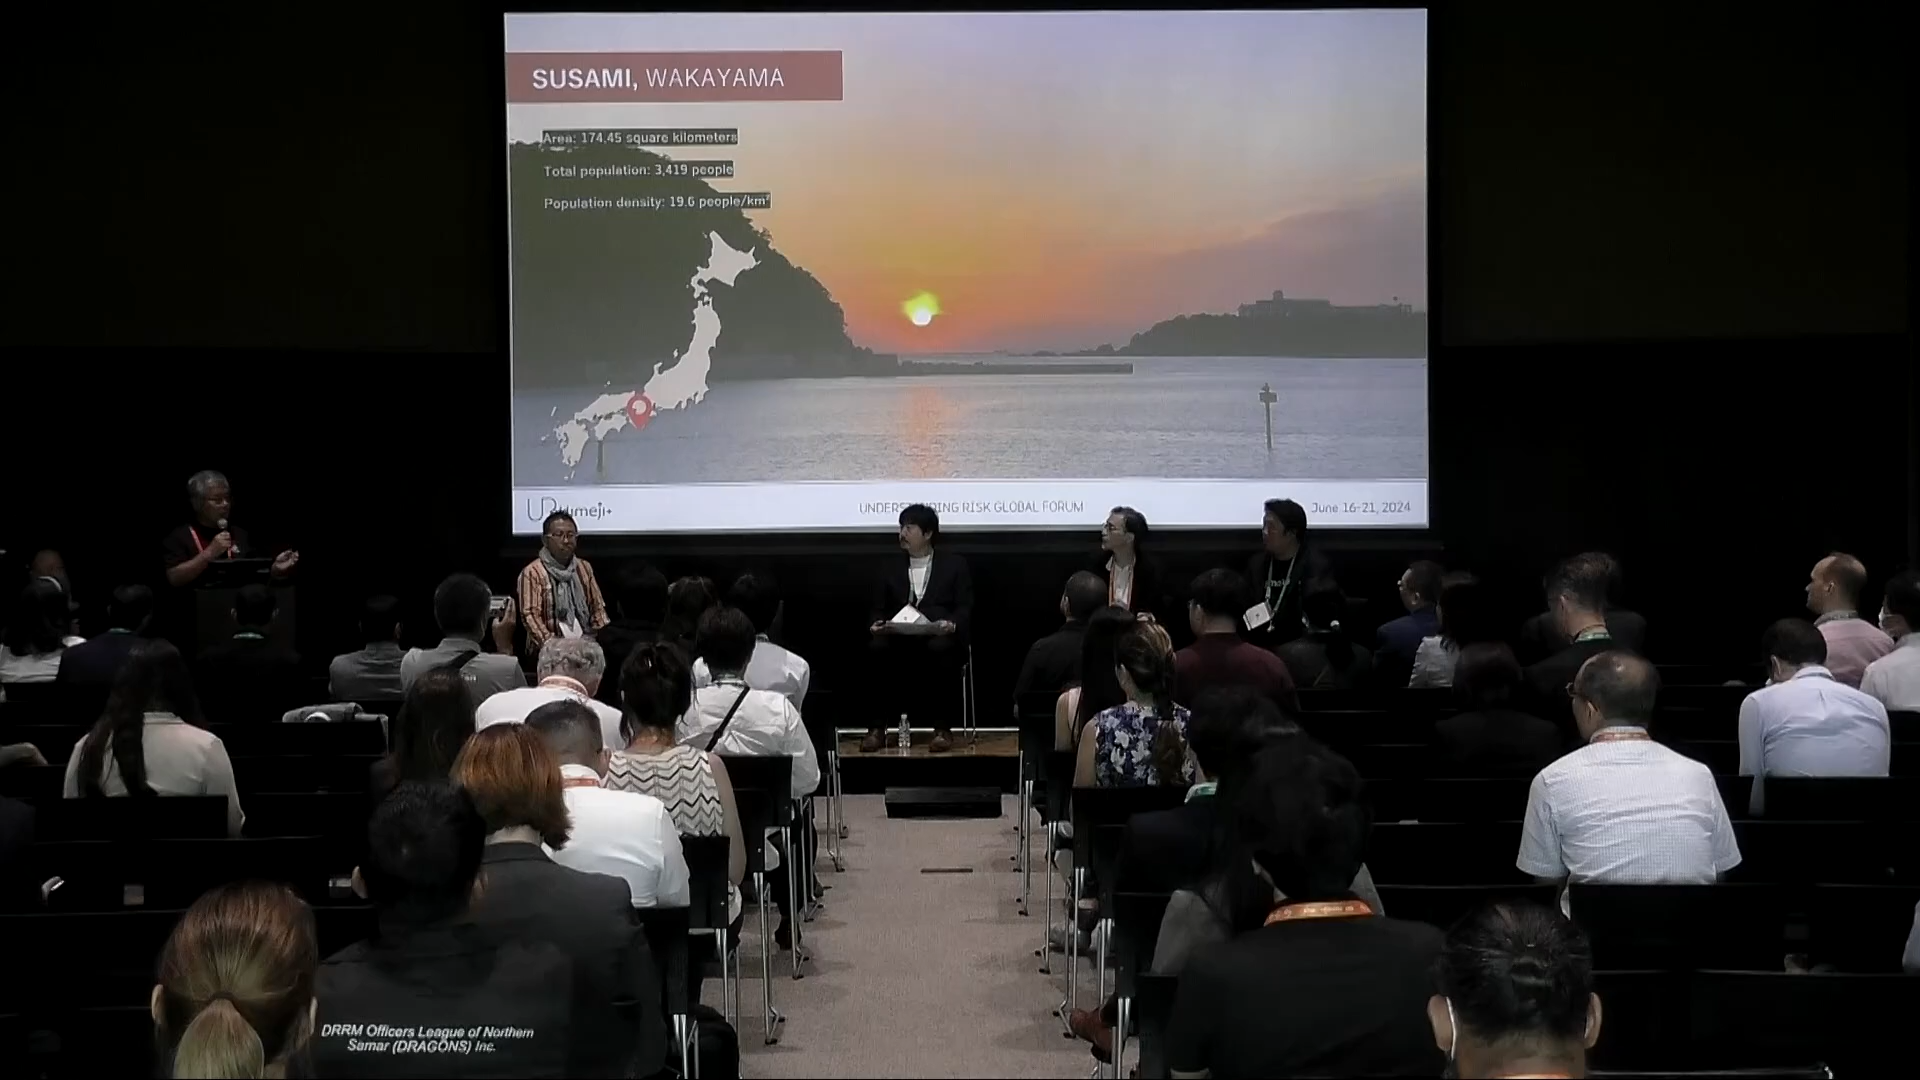 SUSAMI, WAKAYAMA
Area: 174.45 square kilometers
Total population: 3,419 people
Population density: 19.6 people/km²
UNDERSTANDING RISK GLOBAL FORUM
June 16-21, 2024
DRRM Officers League of Northern
Samar (DRAGONS) Inc.